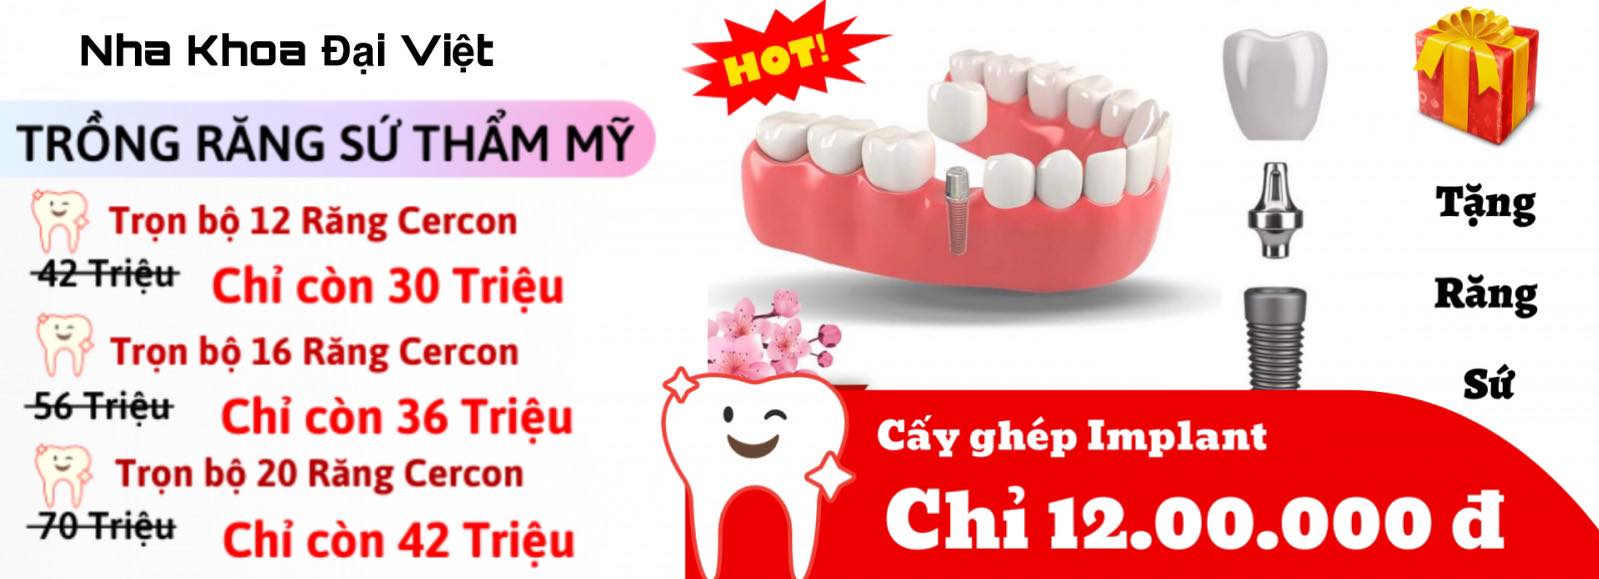 Nha Khoa Đại Việt
TRỒNG RĂNG SỨ THẨM MỸ
Trọn bộ 12 Răng Cercon
42 Triệu Chỉ còn 30 Triệu
Trọn bộ 16 Răng Cercon
56 Triệu Chỉ còn 36 Triệu
Trọn bộ 20 Răng Cercon
70 Triệu Chỉ còn 42 Triệu
HOT!
Tặng
Răng
Sứ
Cấy ghép Implant
Chỉ 12.00.000 đ